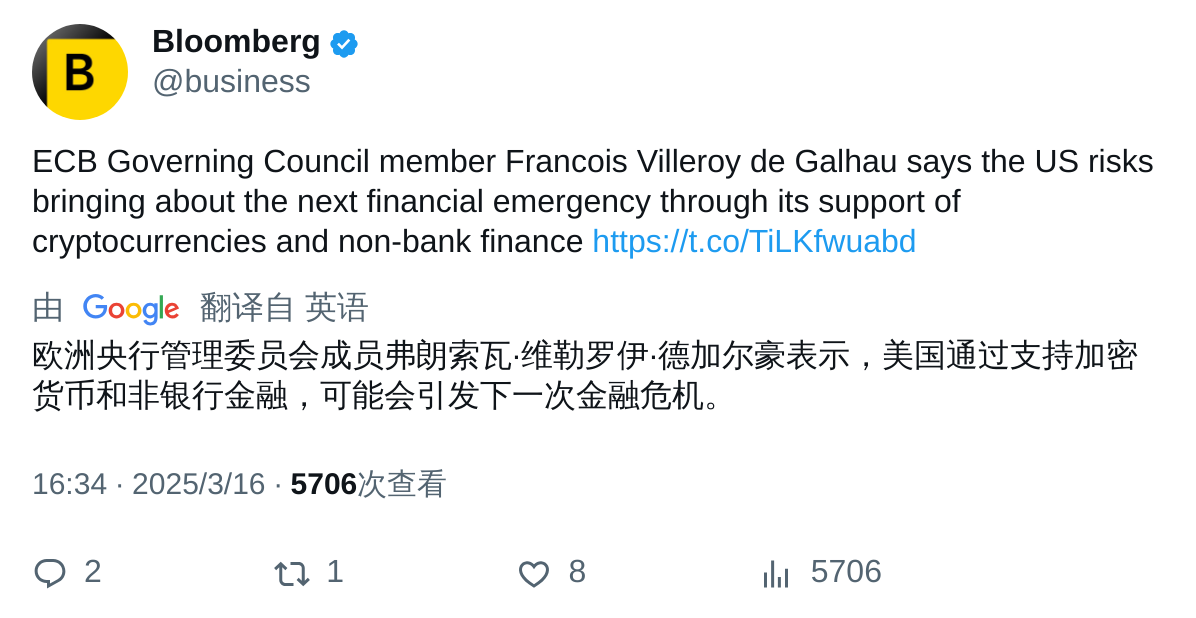 B
Bloomberg
@business
ECB Governing Council member Francois Villeroy de Galhau says the US risks
bringing about the next financial emergency through its support of
cryptocurrencies and non-bank finance https://t.co/TiLKfwuabd
由 Google 翻译自 英语
欧洲央行管理委员会成员弗朗索瓦·维勒罗伊·德加尔豪表示，美国通过支持加密
货币和非银行金融，可能会引发下一次金融危机。
16:34 · 2025/3/16 · 5706次查看
2 1 8 5706